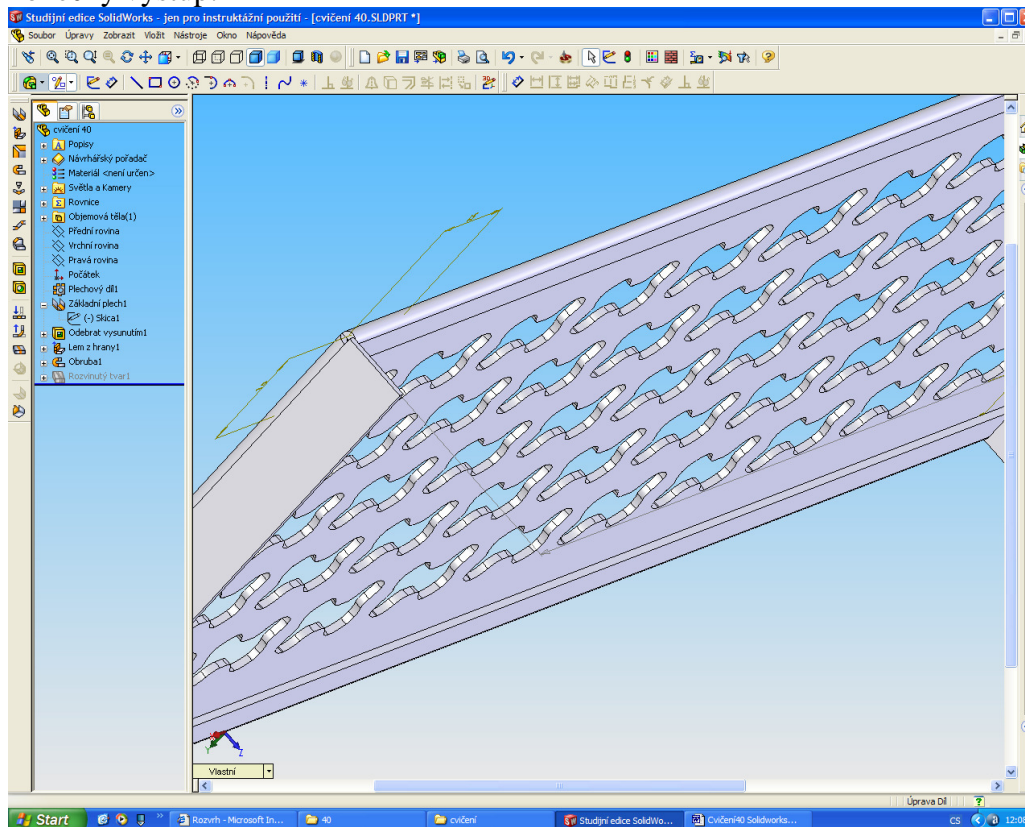 Studijní edice SolidWorks - jen pro instruktážní použití - [cvičení 40.SLDPRT *]
Soubor Úpravy Zobrazit Vložit Nástroje Okno Nápověda
cvičení 40
Popisy
Návrhářský pořadač
Materiál <není určen>
Světla a Kamery
Rovnice
Objemová těla(1)
Přední rovina
Vrchní rovina
Pravá rovina
Počátek
Plechový díl1
Základní plech1
(-) Skica1
Odebrat vysunutím1
Lem z hrany1
Obruba1
Rozvinutý tvar1
Y Z
Vlastní
Úprava Díl
Start Rozvrh - Microsoft In... 40 cvičení Studijní edice SolidWo... Cvičení40 Solidworks... CS 12:08